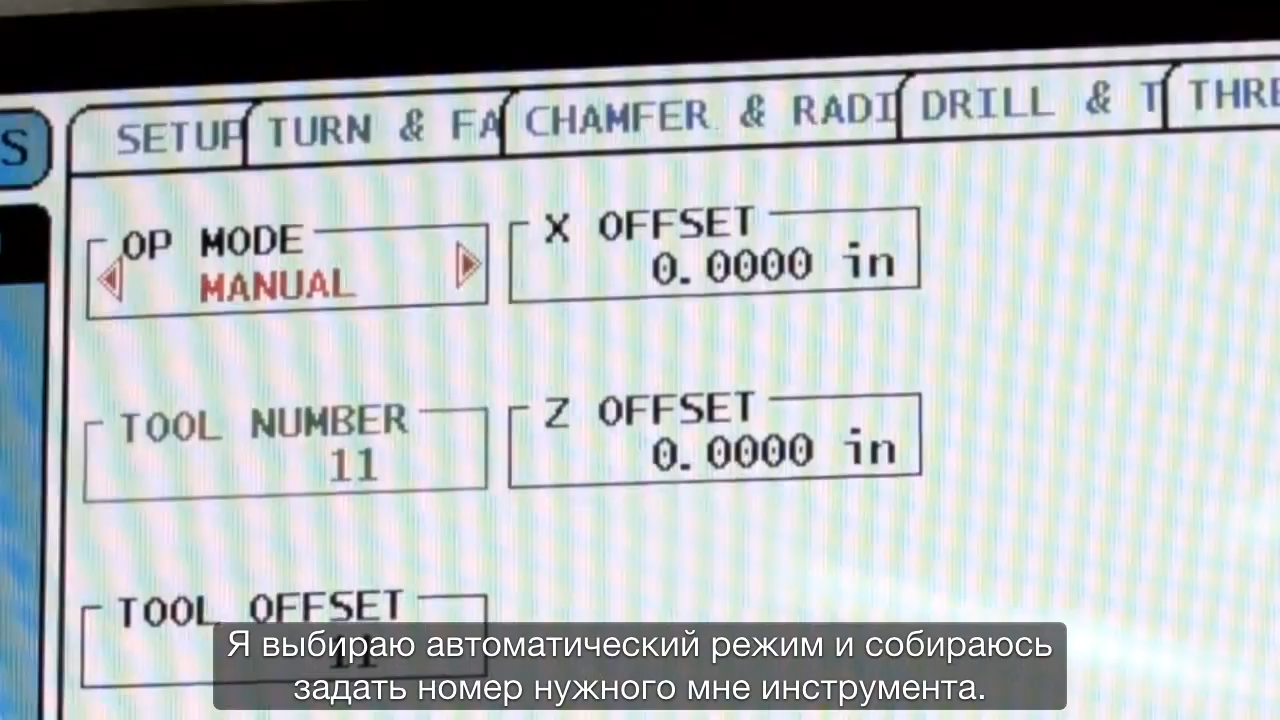 S
SETUP
TURN & FA
CHAMFER & RADI
DRILL & T
THRE
OP MODE
MANUAL
X OFFSET
0.0000 in
TOOL NUMBER
11
Z OFFSET
0.0000 in
TOOL OFFSET
11
Я выбираю автоматический режим и собираюсь
задать номер нужного мне инструмента.